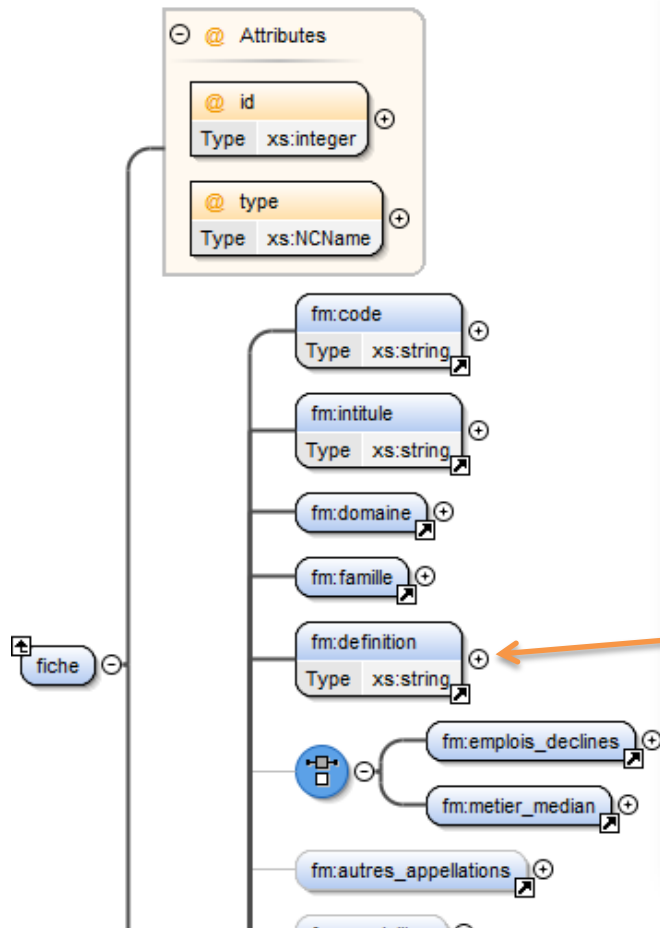 @ Attributes
@ id
Type xs:integer
@ type
Type xs:NCName
fm:code
Type xs:string
fm:intitule
Type xs:string
fm:domaine
fm:famille
fiche
fm:definition
Type xs:string
fm:emplois_declines
fm:metier_median
fm:autres_appellations